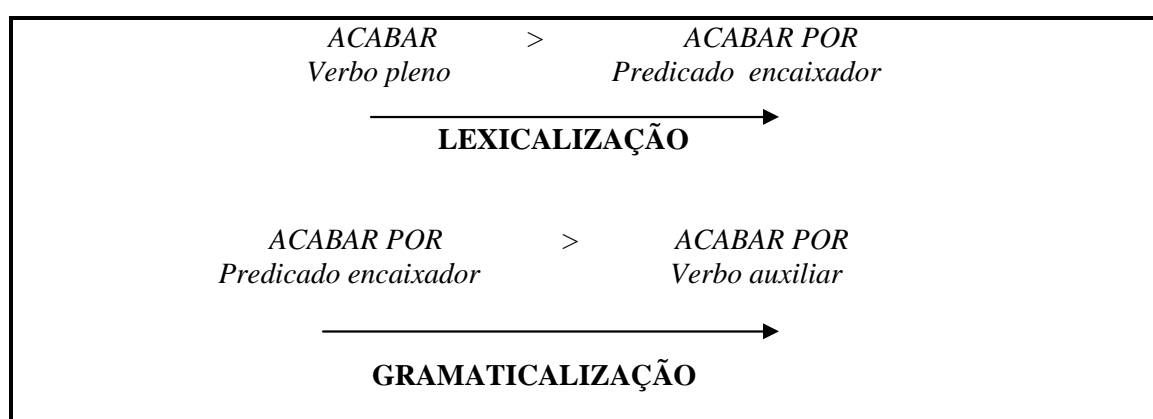 ACABAR > ACABAR POR
Verbo pleno Predicado encaixador
LEXICALIZAÇÃO
ACABAR POR > ACABAR POR
Predicado encaixador Verbo auxiliar
GRAMATICALIZAÇÃO